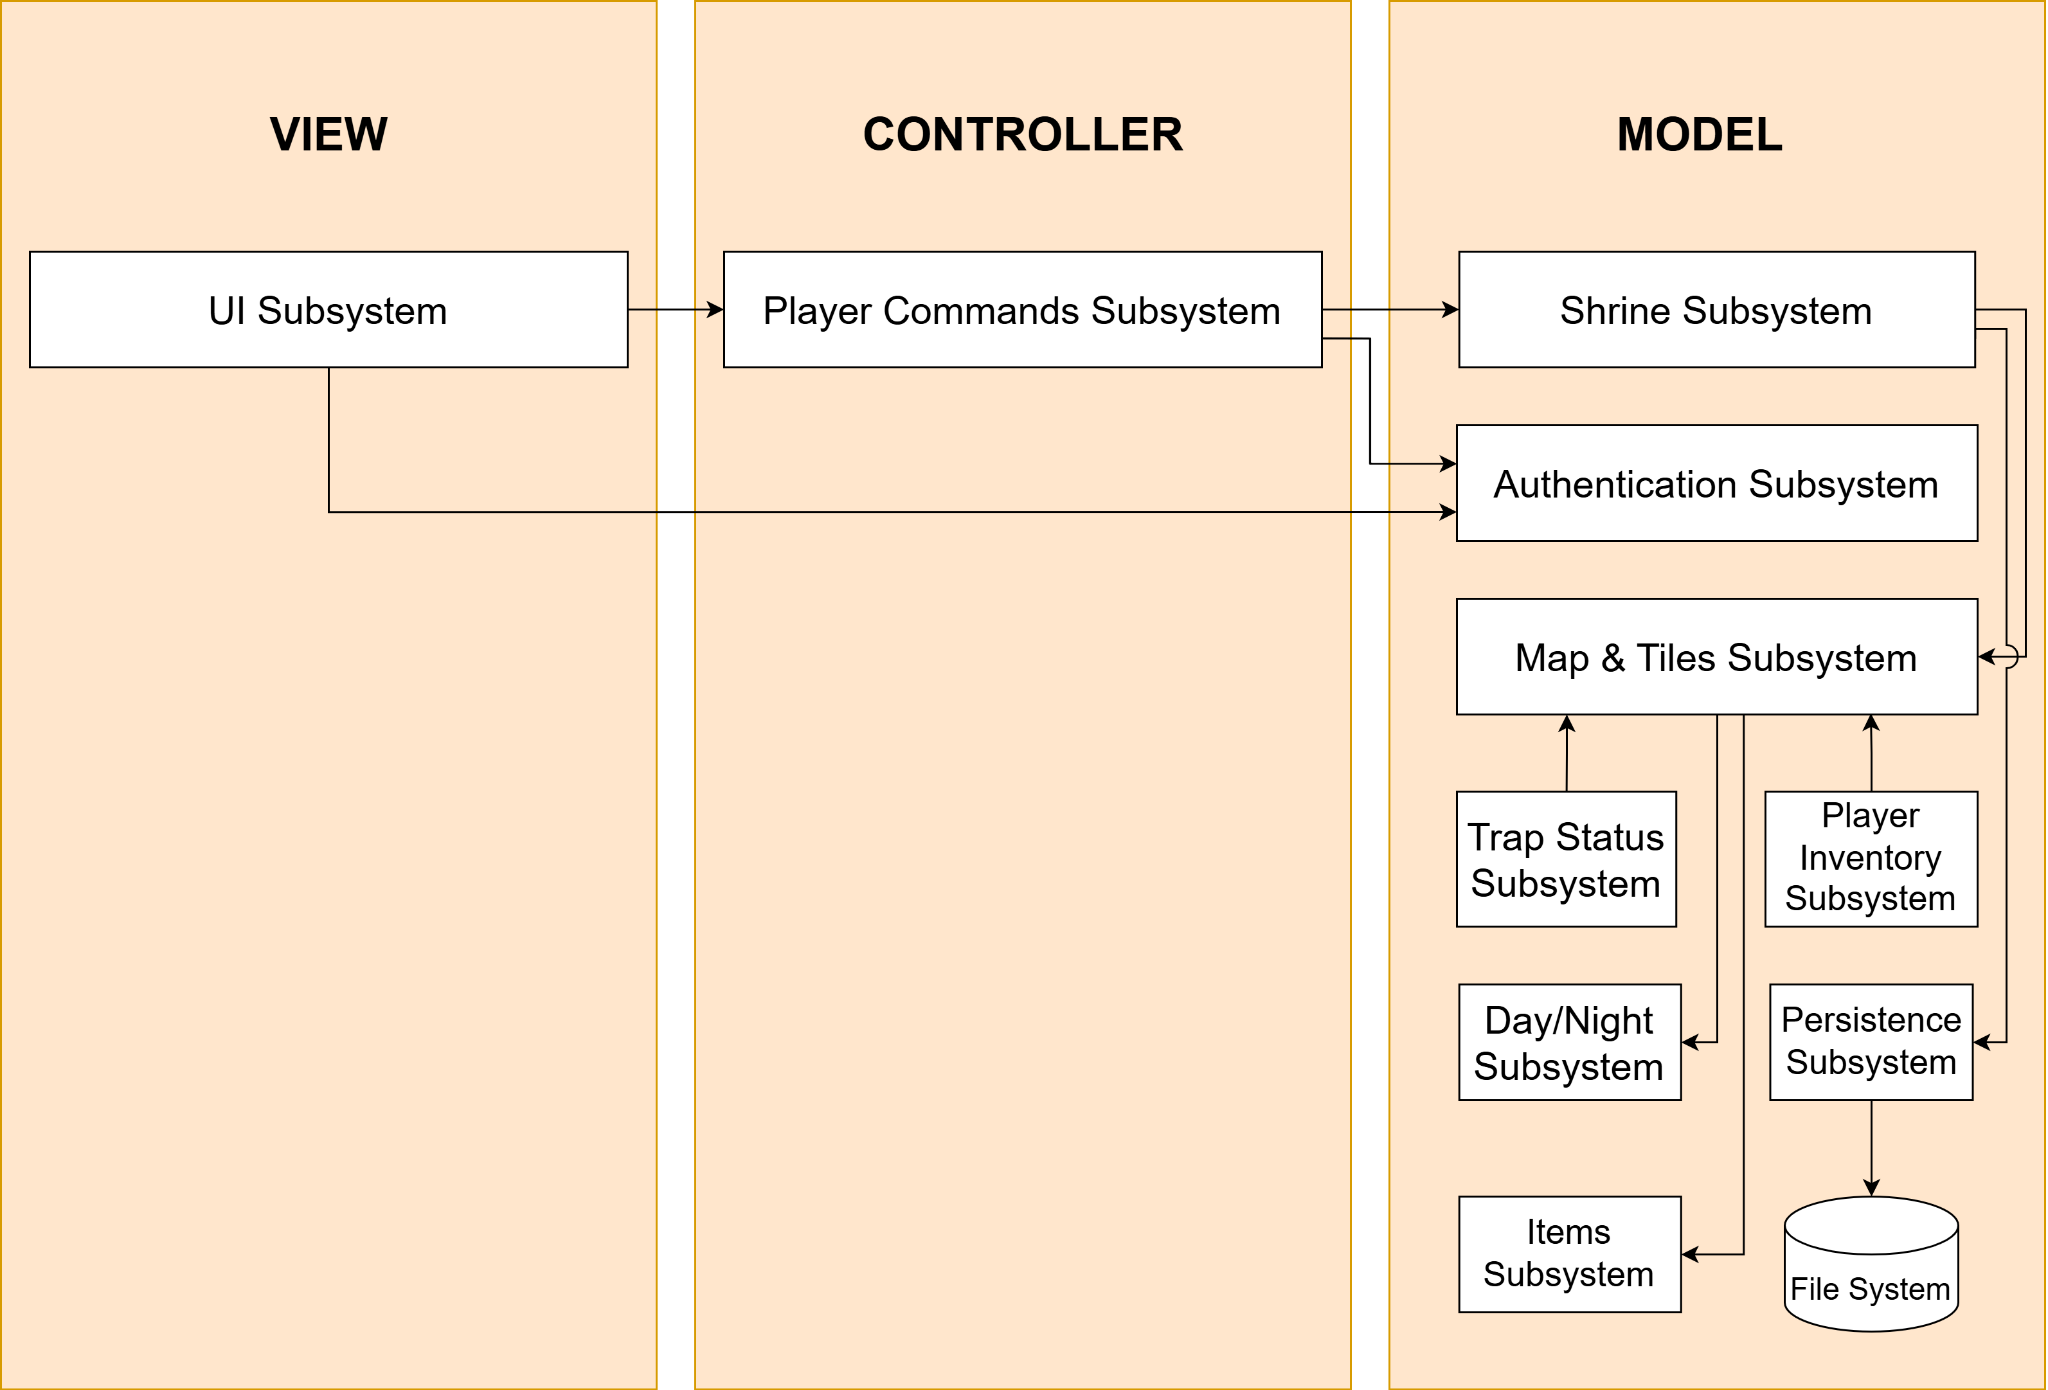 VIEW
CONTROLLER
MODEL
UI Subsystem
Player Commands Subsystem
Shrine Subsystem
Authentication Subsystem
Map & Tiles Subsystem
Trap Status
Subsystem
Player
Inventory
Subsystem
Day/Night
Subsystem
Persistence
Subsystem
Items
Subsystem
File System